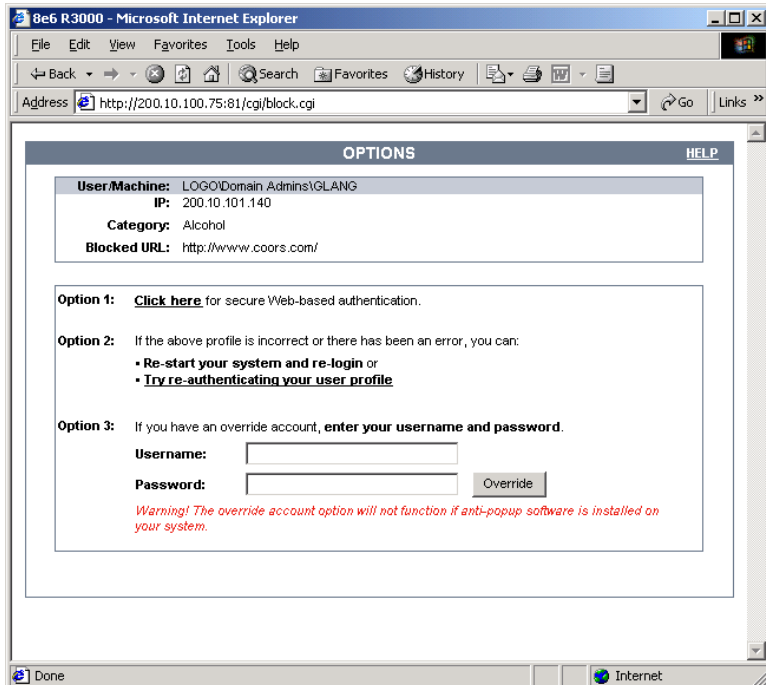 8e6 R3000 - Microsoft Internet Explorer
File Edit View Favorites Tools Help
Back Search Favorites History
Address http://200.10.100.75:81/cgi/block.cgi Go Links »
OPTIONS HELP
User/Machine: LOGO\Domain Admins\GLANG
IP: 200.10.101.140
Category: Alcohol
Blocked URL: http://www.coors.com/
Option 1: Click here for secure Web-based authentication.
Option 2: If the above profile is incorrect or there has been an error, you can:
▪ Re-start your system and re-login or
▪ Try re-authenticating your user profile
Option 3: If you have an override account, enter your username and password.
Username:
Password: Override
Warning! The override account option will not function if anti-popup software is installed on
your system.
Done Internet